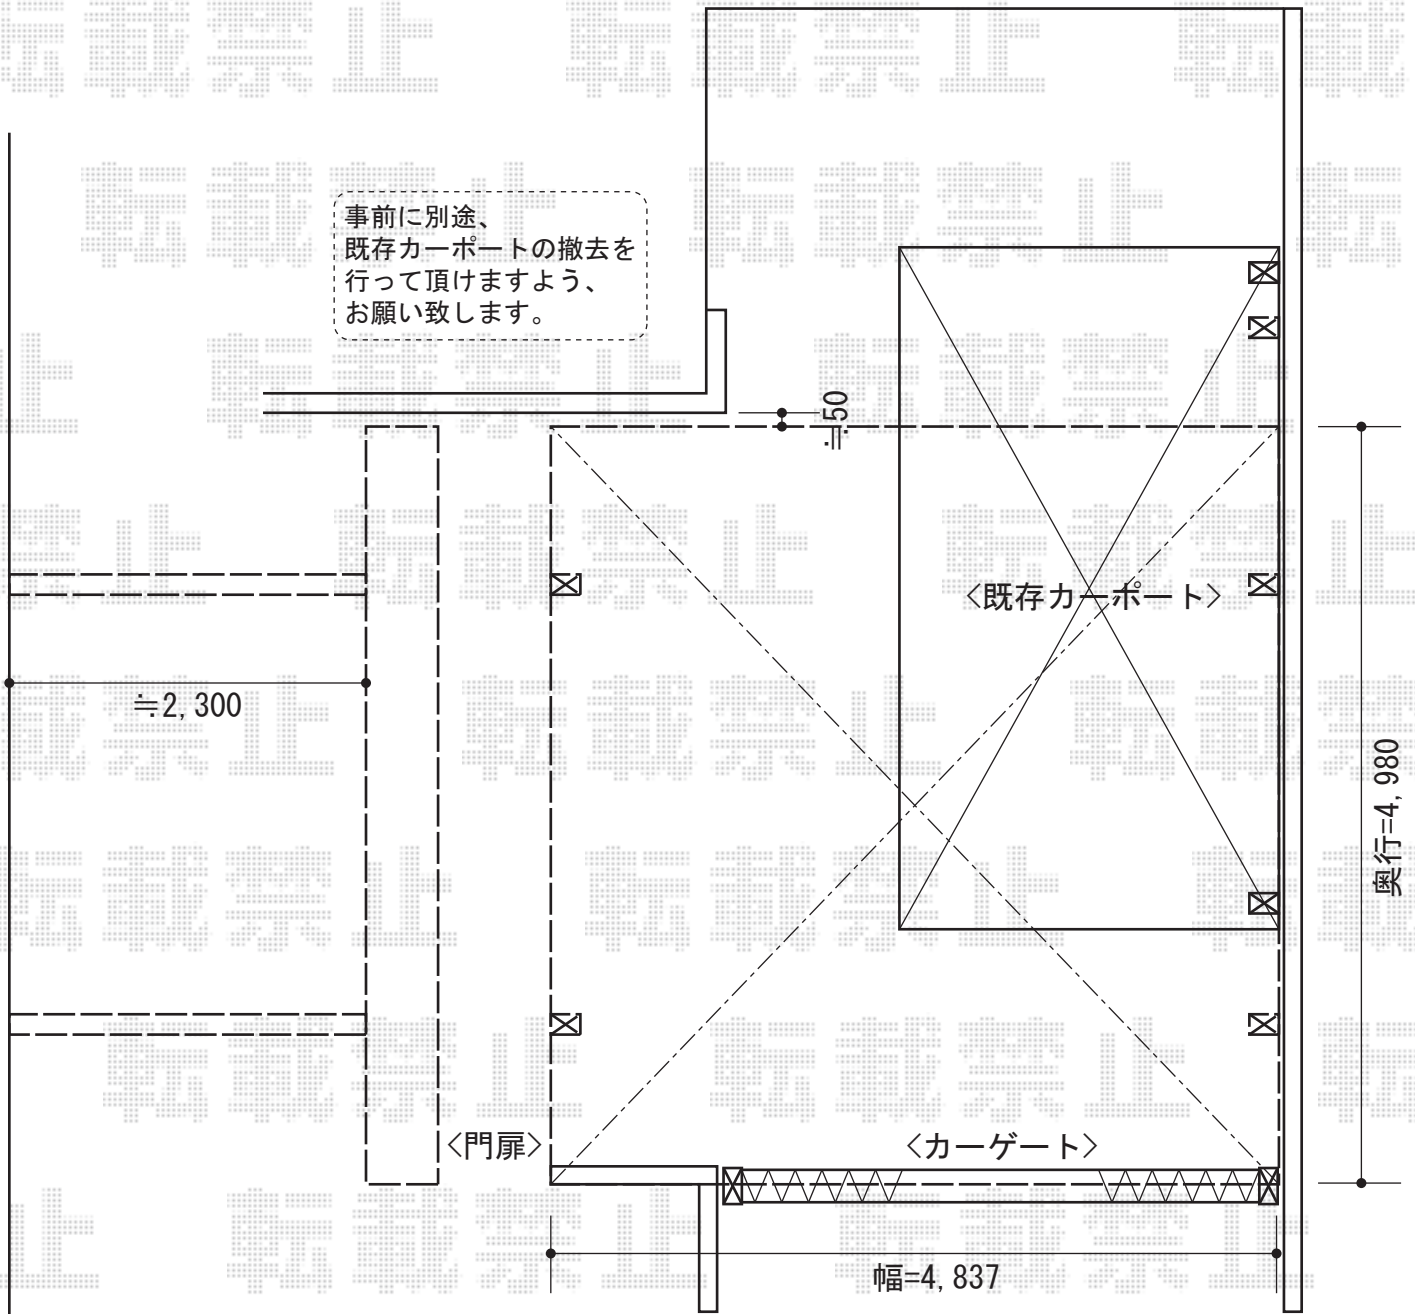 転載禁止
事前に別途、
既存カーポートの撤去を
行って頂けますよう、
お願い致します。
≒50
<既存カーポート>
≒2,300
奥行=4,980
<門扉>
<カーゲート>
幅=4,837